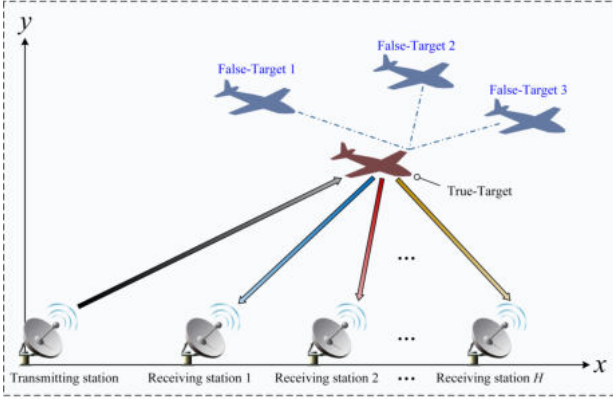 y
False-Target 2
False-Target 1
False-Target 3
True-Target
...
...
x
Transmitting station
Receiving station 1
Receiving station 2
...
Receiving station H